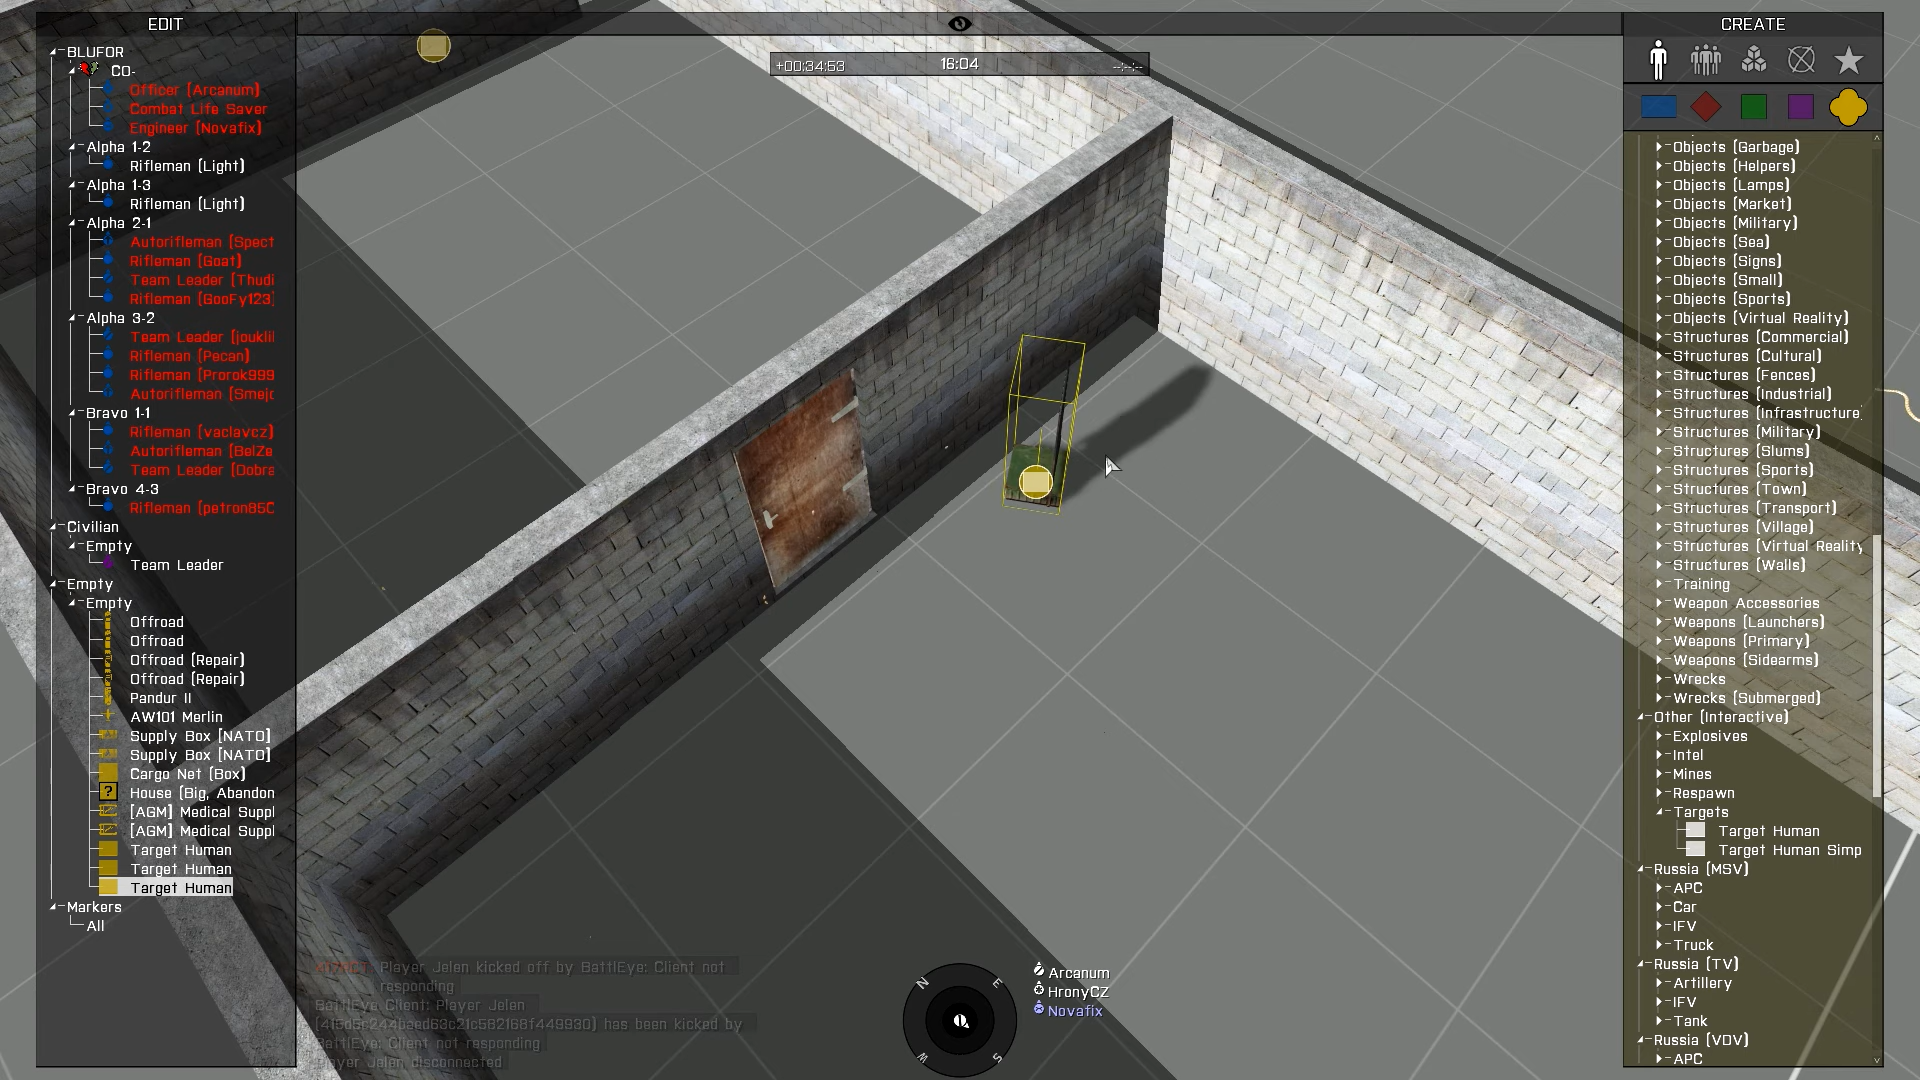 EDIT
BLUFOR
CO-
Officer (Arcanum)
Combat Life Saver
Engineer (Novafix)
Alpha 1-2
Rifleman (Light)
Alpha 1-3
Rifleman (Light)
Alpha 2-1
Autorifleman (Spect
Rifleman (Goat)
Team Leader (Thudi
Rifleman (GooFy123)
Alpha 3-2
Team Leader (joukli
Rifleman (Pecan)
Rifleman (Prorok999
Autorifleman (Smejc
Bravo 1-1
Rifleman (vaclavcz)
Autorifleman (BelZe
Team Leader (Dobra
Bravo 4-3
Rifleman (petron850
Civilian
Empty
Team Leader
Empty
Empty
Offroad
Offroad
Offroad (Repair)
Offroad (Repair)
Pandur II
AW101 Merlin
Supply Box [NATO]
Supply Box [NATO]
Cargo Net (Box)
? House (Big, Abandon
[AGM] Medical Suppl
[AGM] Medical Suppl
Target Human
Target Human
Target Human
Markers
All
+00:34:53 16:04 --:--:--
Player Jelen kicked off by BattlEye: Client not
responding
BattlEye Client: Player Jelen
has been kicked by
BattlEye: Client not responding
Player Jelen disconnected
N E
W S
Arcanum
HronyCZ
Novafix
CREATE
Objects (Garbage)
Objects (Helpers)
Objects (Lamps)
Objects (Market)
Objects (Military)
Objects (Sea)
Objects (Signs)
Objects (Small)
Objects (Sports)
Objects (Virtual Reality)
Structures (Commercial)
Structures (Cultural)
Structures (Fences)
Structures (Industrial)
Structures (Infrastructure)
Structures (Military)
Structures (Slums)
Structures (Sports)
Structures (Town)
Structures (Transport)
Structures (Village)
Structures (Virtual Reality
Structures (Walls)
Training
Weapon Accessories
Weapons (Launchers)
Weapons (Primary)
Weapons (Sidearms)
Wrecks
Wrecks (Submerged)
Other (Interactive)
Explosives
Intel
Mines
Respawn
Targets
Target Human
Target Human Simp
Russia (MSV)
APC
Car
IFV
Truck
Russia (TV)
Artillery
IFV
Tank
Russia (VDV)
APC